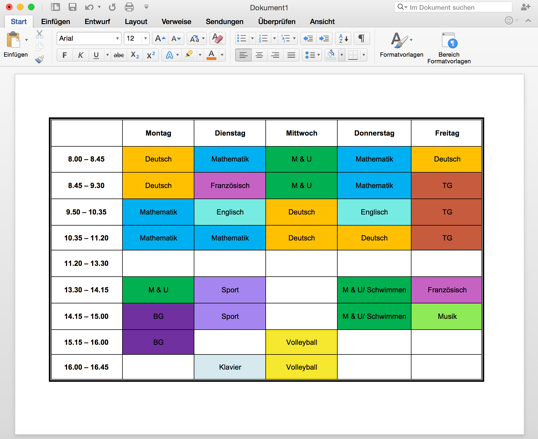 Dokument1
Im Dokument suchen
Start Einfügen Entwurf Layout Verweise Sendungen Überprüfen Ansicht
Einfügen
Arial 12
F K U abc X₂ X²
Formatvorlagen
Bereich
Formatvorlagen
Montag Dienstag Mittwoch Donnerstag Freitag
8.00 – 8.45 Deutsch Mathematik M & U Mathematik Deutsch
8.45 – 9.30 Deutsch Französisch M & U Mathematik TG
9.50 – 10.35 Mathematik Englisch Deutsch Englisch TG
10.35 – 11.20 Mathematik Mathematik Deutsch Deutsch TG
11.20 – 13.30
13.30 – 14.15 M & U Sport M & U/ Schwimmen Französisch
14.15 – 15.00 BG Sport M & U/ Schwimmen Musik
15.15 – 16.00 BG Volleyball
16.00 – 16.45 Klavier Volleyball